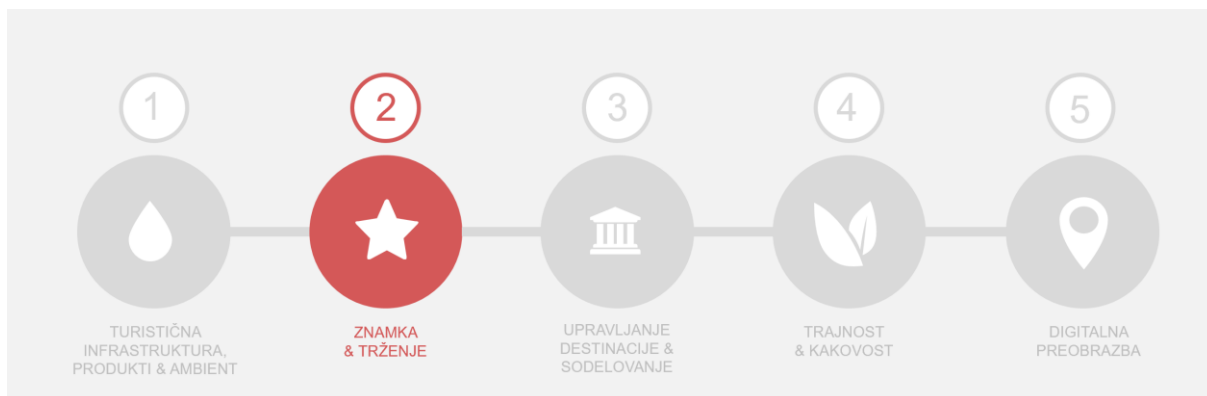 1
2
3
4
5
TURISTIČNA
INFRASTRUKTURA,
PRODUKTI & AMBIENT
ZNAMKA
& TRŽENJE
UPRAVLJANJE
DESTINACIJE &
SODELOVANJE
TRAJNOST
& KAKOVOST
DIGITALNA
PREOBRAZBA